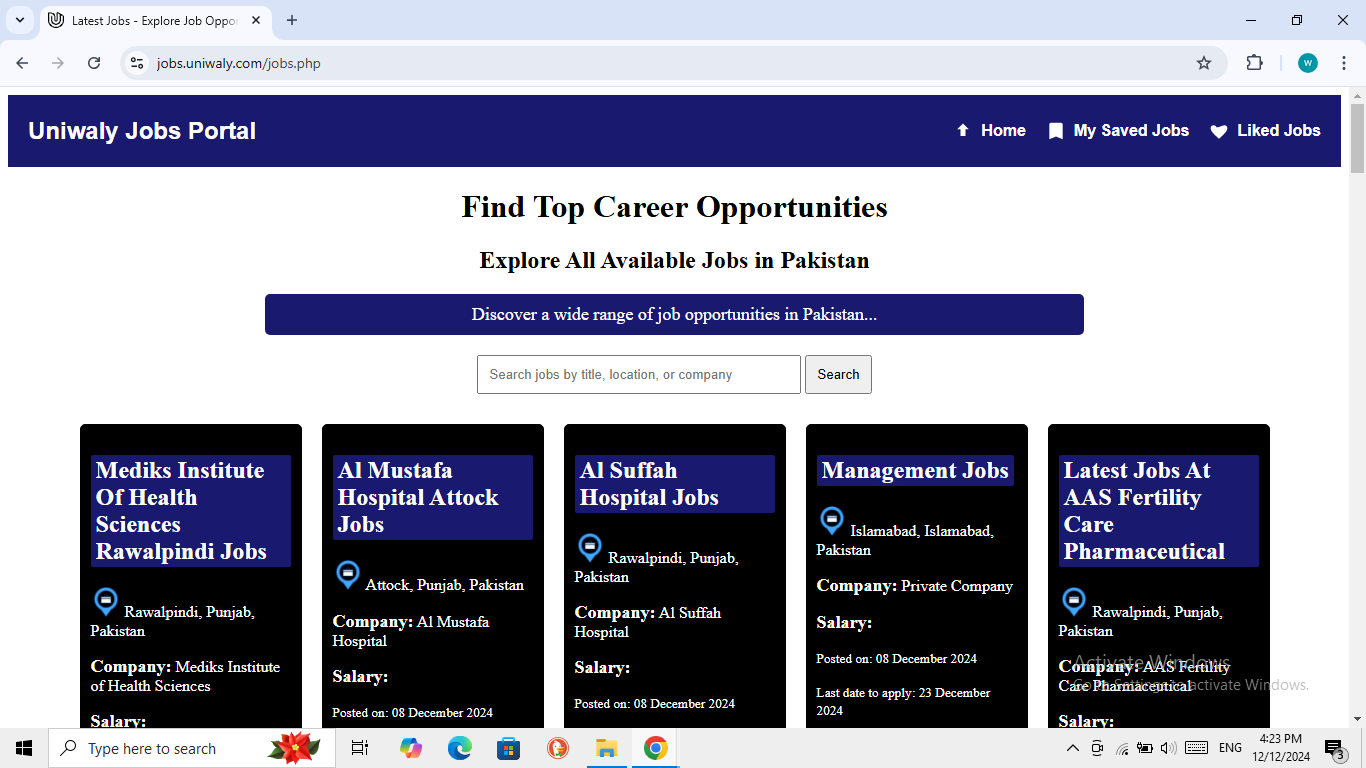 Latest Jobs - Explore Job Oppor
jobs.uniwaly.com/jobs.php
W
Uniwaly Jobs Portal
Home
My Saved Jobs
Liked Jobs
Find Top Career Opportunities
Explore All Available Jobs in Pakistan
Discover a wide range of job opportunities in Pakistan...
Search jobs by title, location, or company
Search
Mediks Institute
Of Health
Sciences
Rawalpindi Jobs
Rawalpindi, Punjab,
Pakistan
Company: Mediks Institute
of Health Sciences
Salary:
Al Mustafa
Hospital Attock
Jobs
Attock, Punjab, Pakistan
Company: Al Mustafa
Hospital
Salary:
Posted on: 08 December 2024
Al Suffah
Hospital Jobs
Rawalpindi, Punjab,
Pakistan
Company: Al Suffah
Hospital
Salary:
Posted on: 08 December 2024
Management Jobs
Islamabad, Islamabad,
Pakistan
Company: Private Company
Salary:
Posted on: 08 December 2024
Last date to apply: 23 December
2024
Latest Jobs At
AAS Fertility
Care
Pharmaceutical
Rawalpindi, Punjab,
Pakistan
Company: AAS Fertility
Care Pharmaceutical
Salary:
Activate Windows
Go to Settings to activate Windows.
Type here to search
ENG
4:23 PM
12/12/2024
3